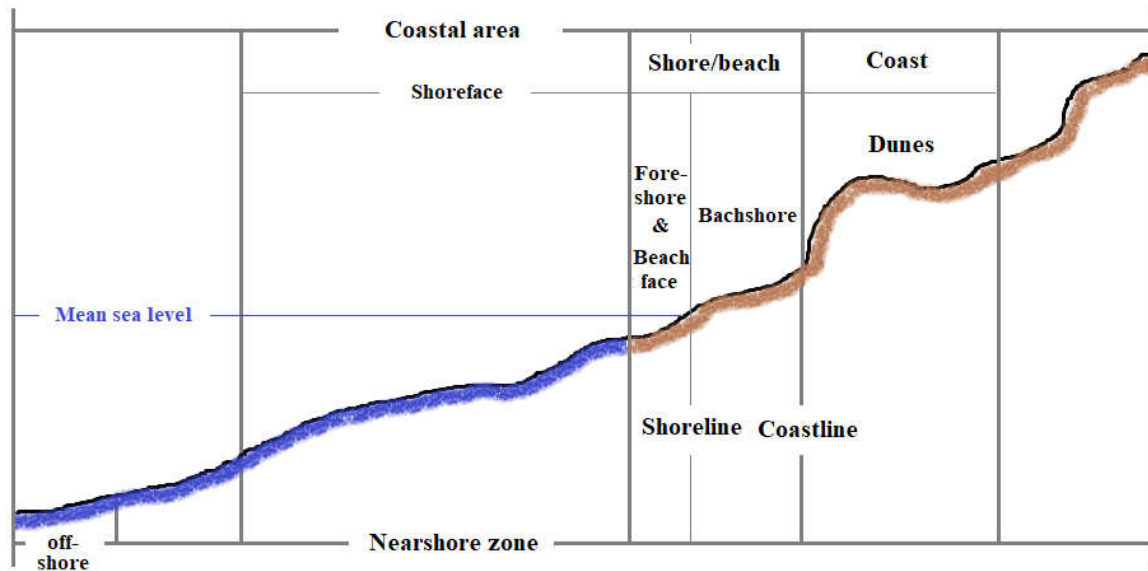 Coastal area
Shore/beach
Coast
Shoreface
Dunes
Fore-
shore
&
Beach
face
Bachshore
Mean sea level
Shoreline
Coastline
off-
shore
Nearshore zone